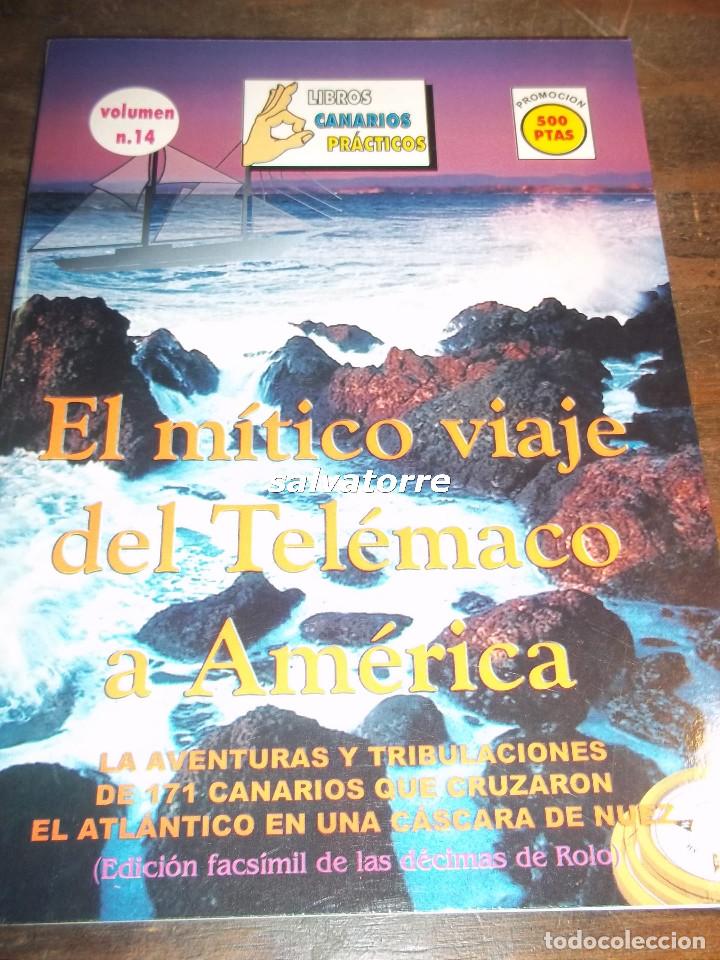 volumen
n.14
LIBROS
CANARIOS
PRÁCTICOS
PROMOCION
500
PTAS
El mítico viaje
salvatorre
del Telémaco
a América
LA AVENTURAS Y TRIBULACIONES
DE 171 CANARIOS QUE CRUZARON
EL ATLÁNTICO EN UNA CÁSCARA DE NUEZ
(Edición facsímil de las décimas de Rolo)
todocoleccion